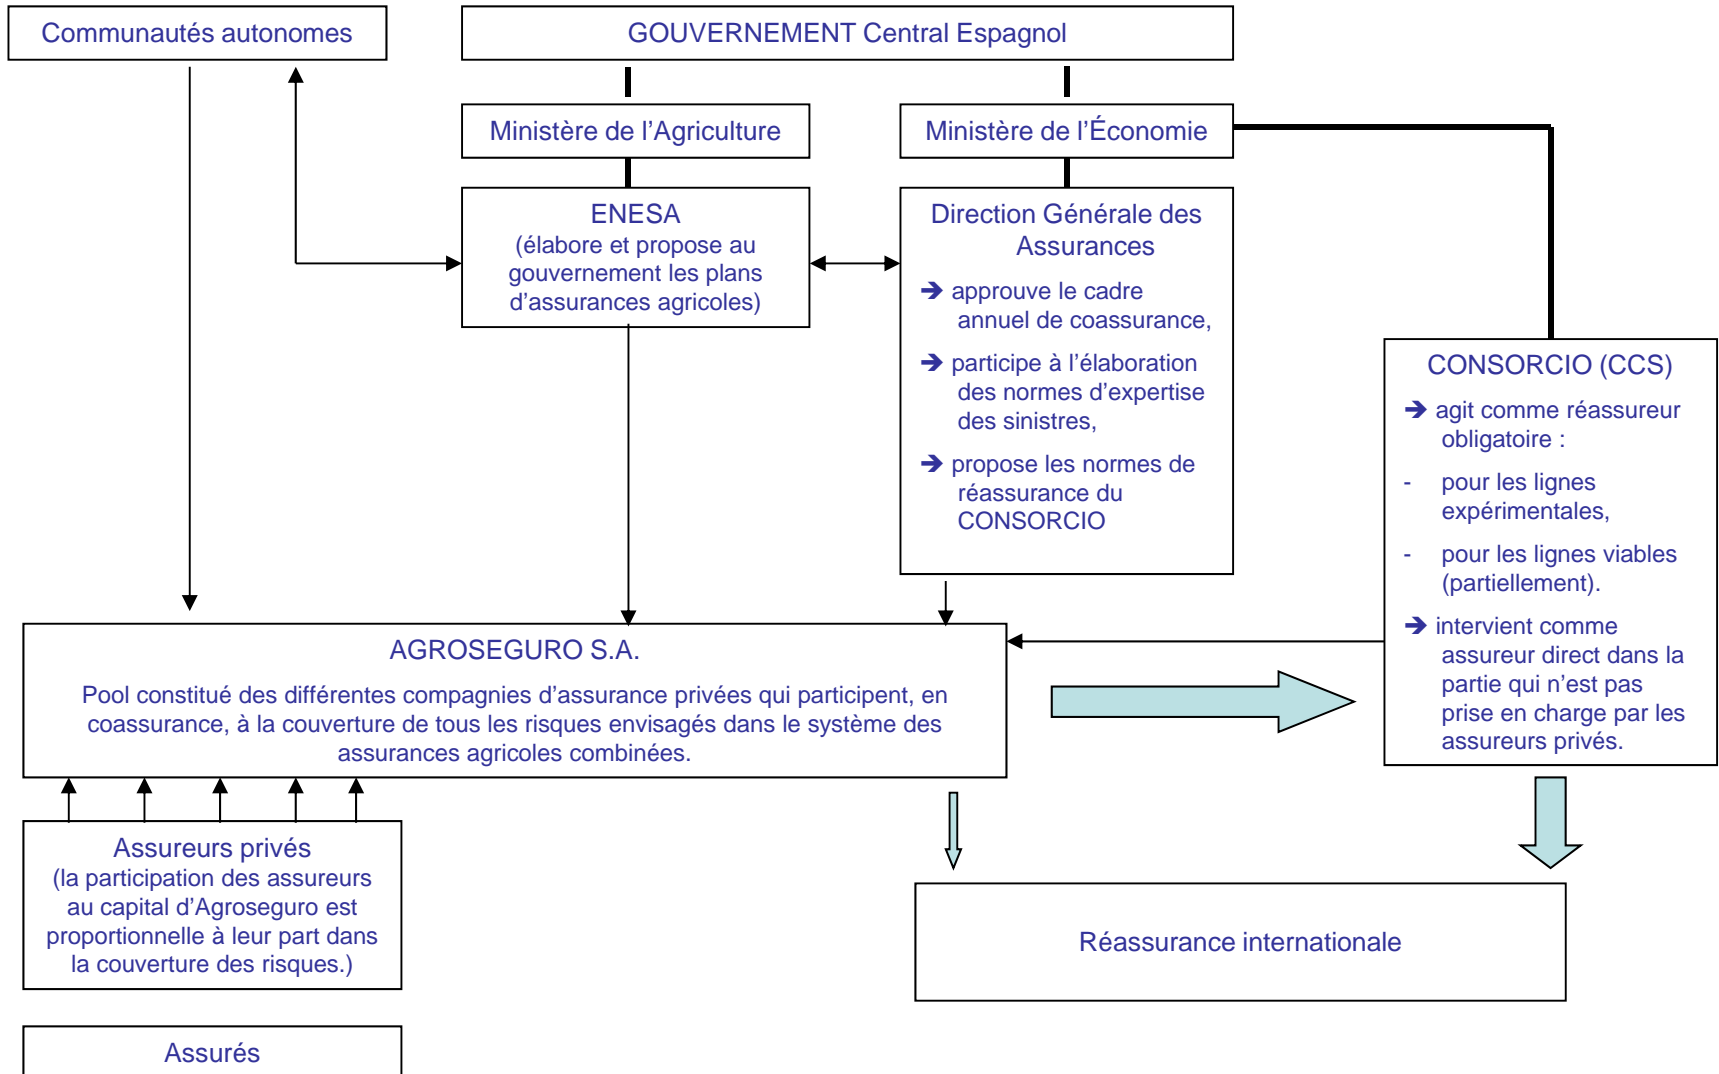 Communautés autonomes
GOUVERNEMENT Central Espagnol
Ministère de l’Agriculture
Ministère de l’Économie
ENESA
(élabore et propose au
gouvernement les plans
d’assurances agricoles)
Direction Générale des
Assurances
➔ approuve le cadre
annuel de coassurance,
➔ participe à l’élaboration
des normes d’expertise
des sinistres,
➔ propose les normes de
réassurance du
CONSORCIO
CONSORCIO (CCS)
➔ agit comme réassureur
obligatoire :
- pour les lignes
expérimentales,
- pour les lignes viables
(partiellement).
➔ intervient comme
assureur direct dans la
partie qui n’est pas
prise en charge par les
assureurs privés.
AGROSEGURO S.A.
Pool constitué des différentes compagnies d’assurance privées qui participent, en
coassurance, à la couverture de tous les risques envisagés dans le système des
assurances agricoles combinées.
Assureurs privés
(la participation des assureurs
au capital d’Agroseguro est
proportionnelle à leur part dans
la couverture des risques.)
Réassurance internationale
Assurés